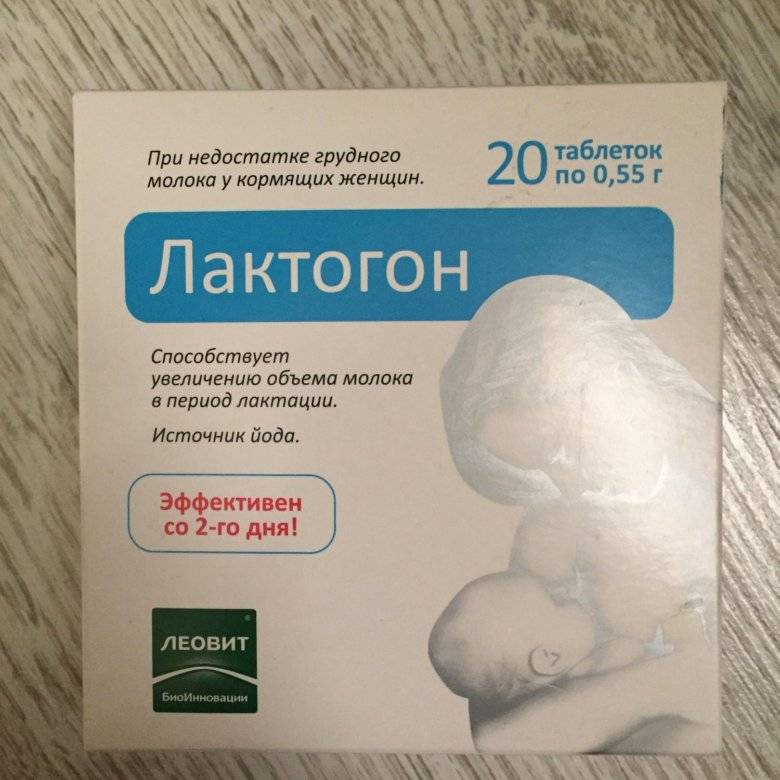 При недостатке грудного
молока у кормящих женщин.
20 таблеток
по 0,55 г
Лактогон
Способствует
увеличению объема молока
в период лактации.
Источник йода.
Эффективен
со 2-го дня!
ЛЕОВИТ®
БиоИнновации